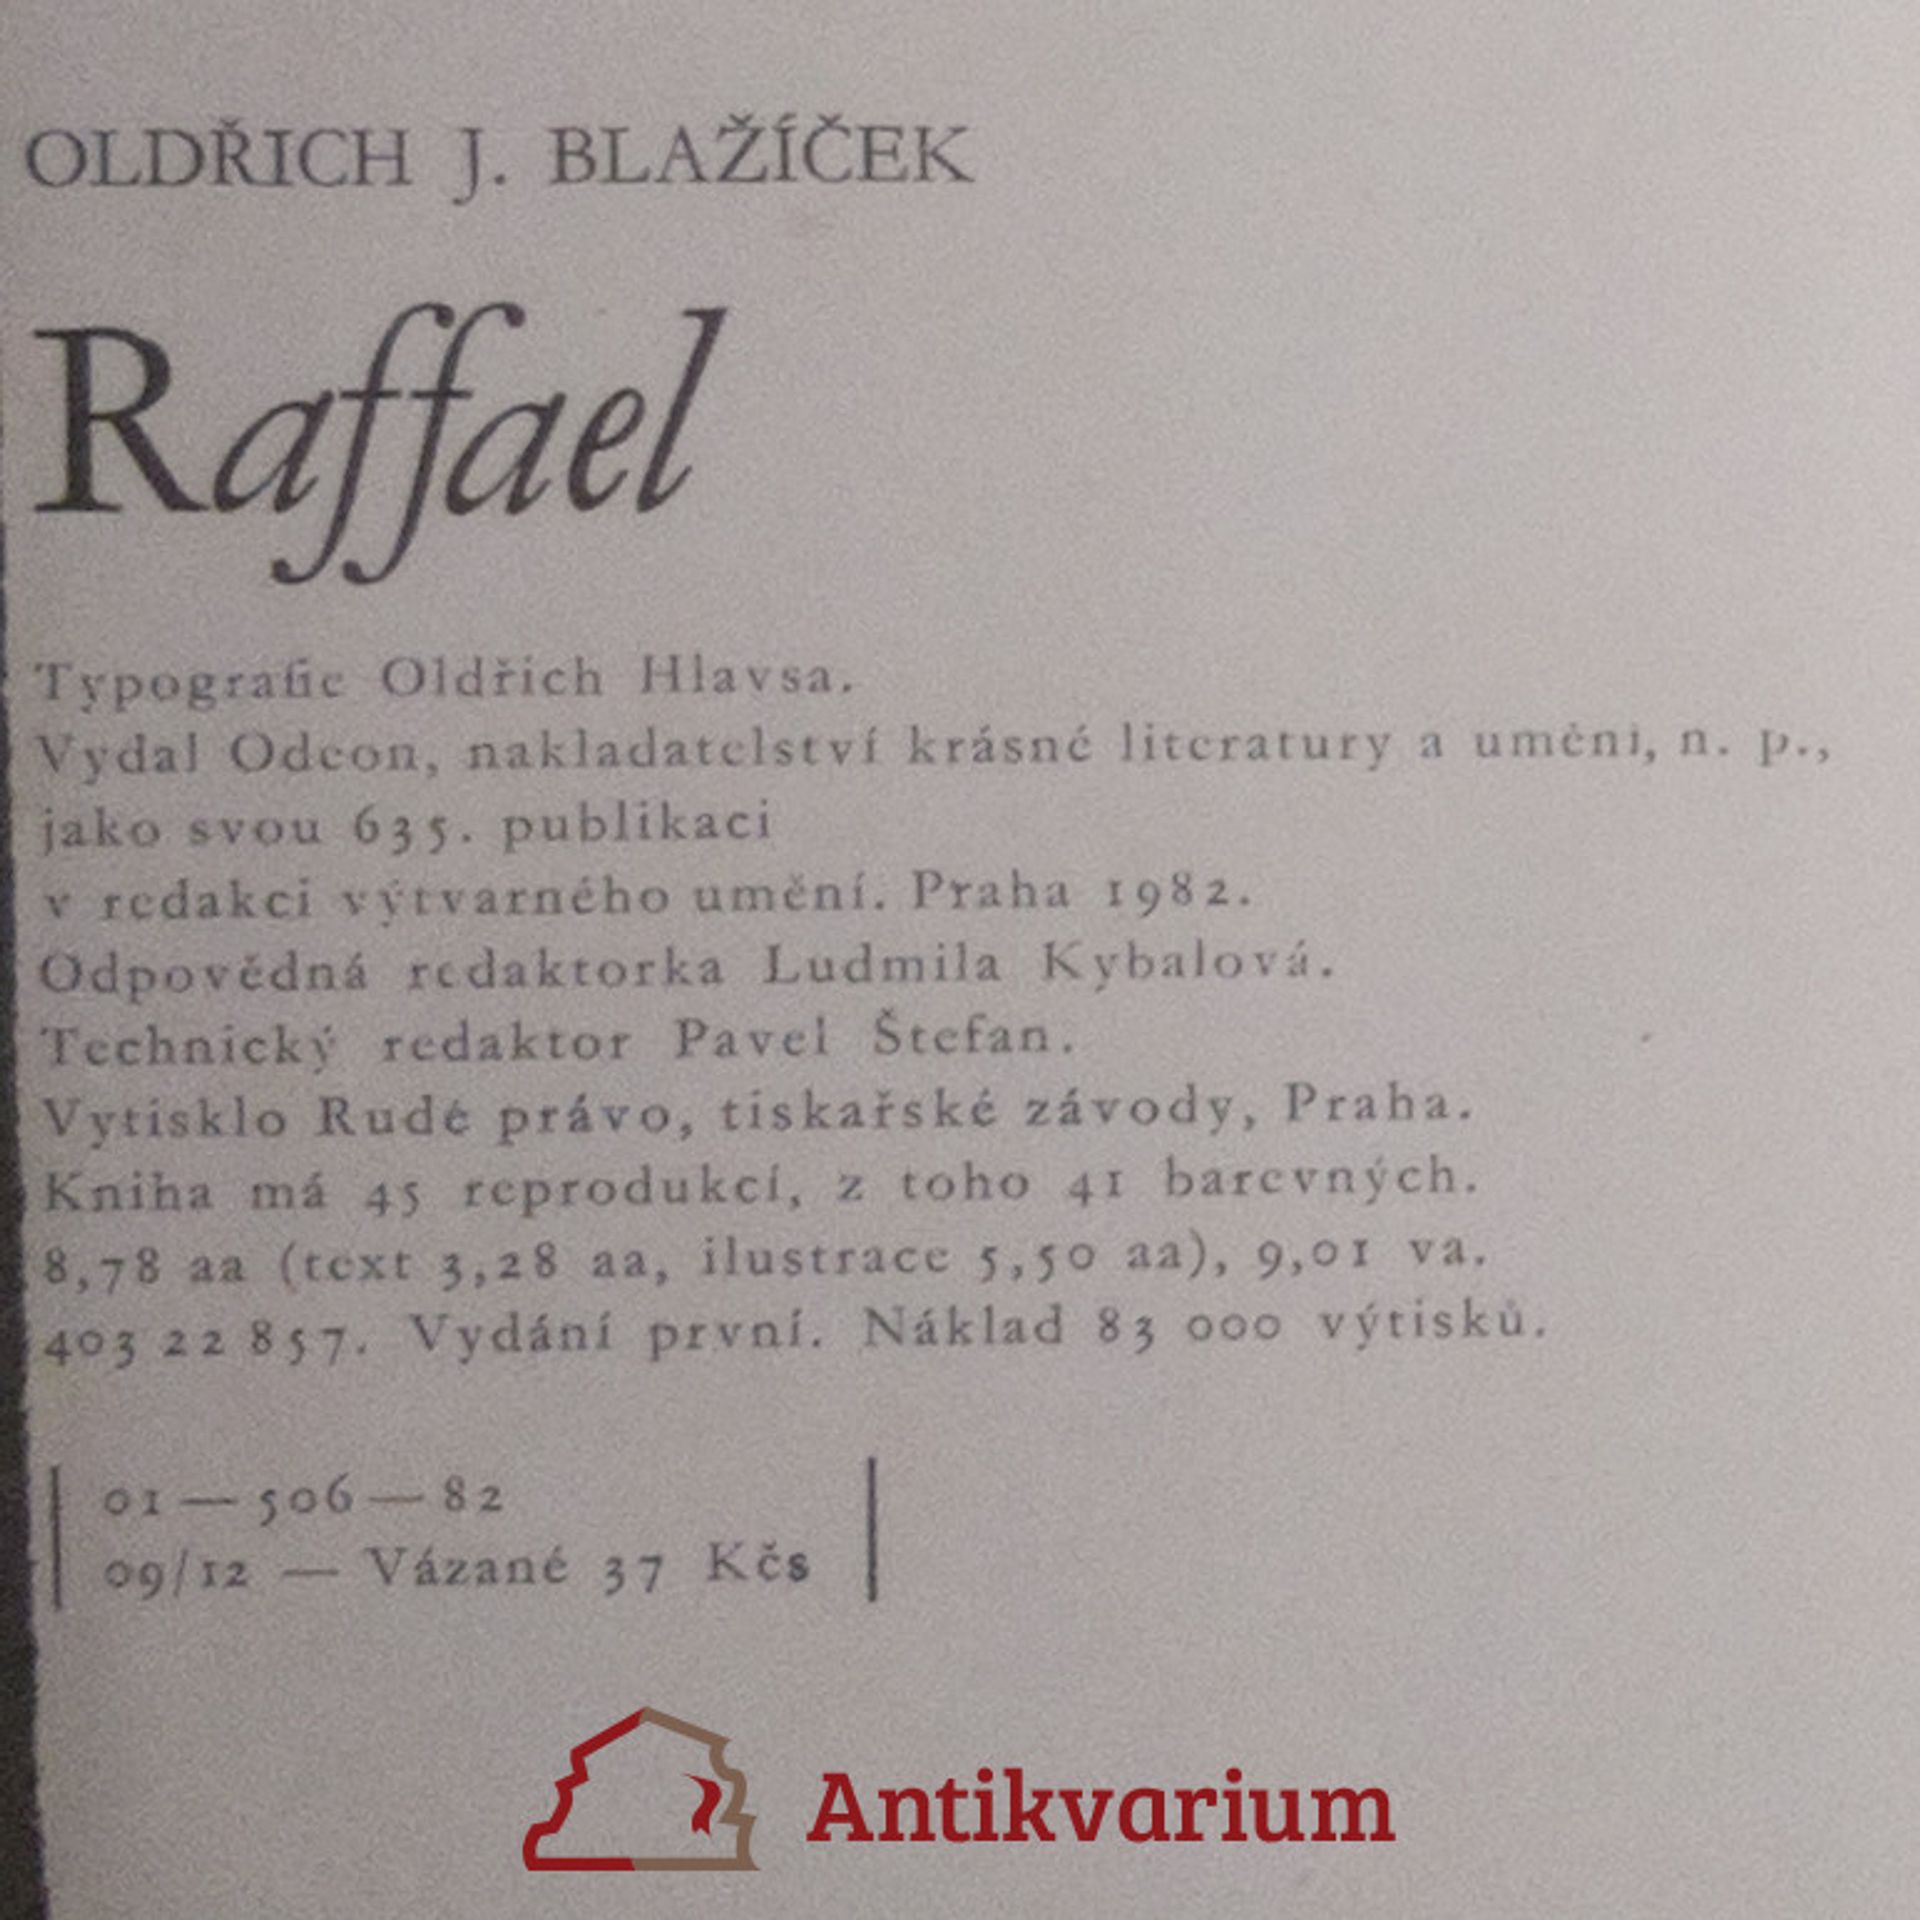 OLDŘICH J. BLAŽÍČEK
Raffael
Typografie Oldřich Hlavsa.
Vydal Odeon, nakladatelství krásné literatury a umění, n. p.,
jako svou 635. publikaci
v redakci výtvarného umění. Praha 1982.
Odpovědná redaktorka Ludmila Kybalová.
Technický redaktor Pavel Štefan.
Vytisklo Rudé právo, tiskařské závody, Praha.
Kniha má 45 reprodukcí, z toho 41 barevných.
8,78 aa (text 3,28 aa, ilustrace 5,50 aa), 9,01 va.
403 22 857. Vydání první. Náklad 83 000 výtisků.
01 — 506 — 82
09/12 — Vázané 37 Kčs
Antikvarium